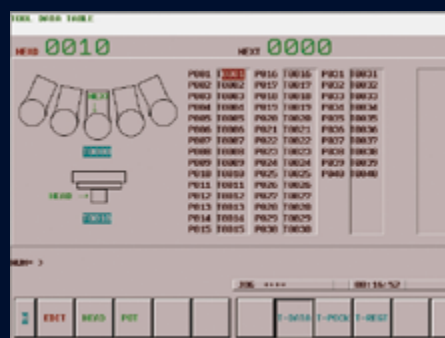 TOOL DATA TABLE
HEAD 0010 NEXT 0000
P001 T0001 P016 T0016 P031 T0031
P002 T0002 P017 T0017 P032 T0032
P003 T0003 P018 T0018 P033 T0033
P004 T0004 P019 T0019 P034 T0034
P005 T0005 P020 T0020 P035 T0035
P006 T0006 P021 T0021 P036 T0036
P007 T0007 P022 T0022 P037 T0037
P008 T0008 P023 T0023 P038 T0038
P009 T0009 P024 T0024 P039 T0039
P010 T0010 P025 T0025 P040 T0040
P011 T0011 P026 T0026
P012 T0012 P027 T0027
P013 T0013 P028 T0028
P014 T0014 P029 T0029
P015 T0015 P030 T0030
NEXT
T0000
HEAD →
T0010
NUM= >
JOG **** 00:16:52
EDIT HEAD POT T-DATA T-POCK T-REST